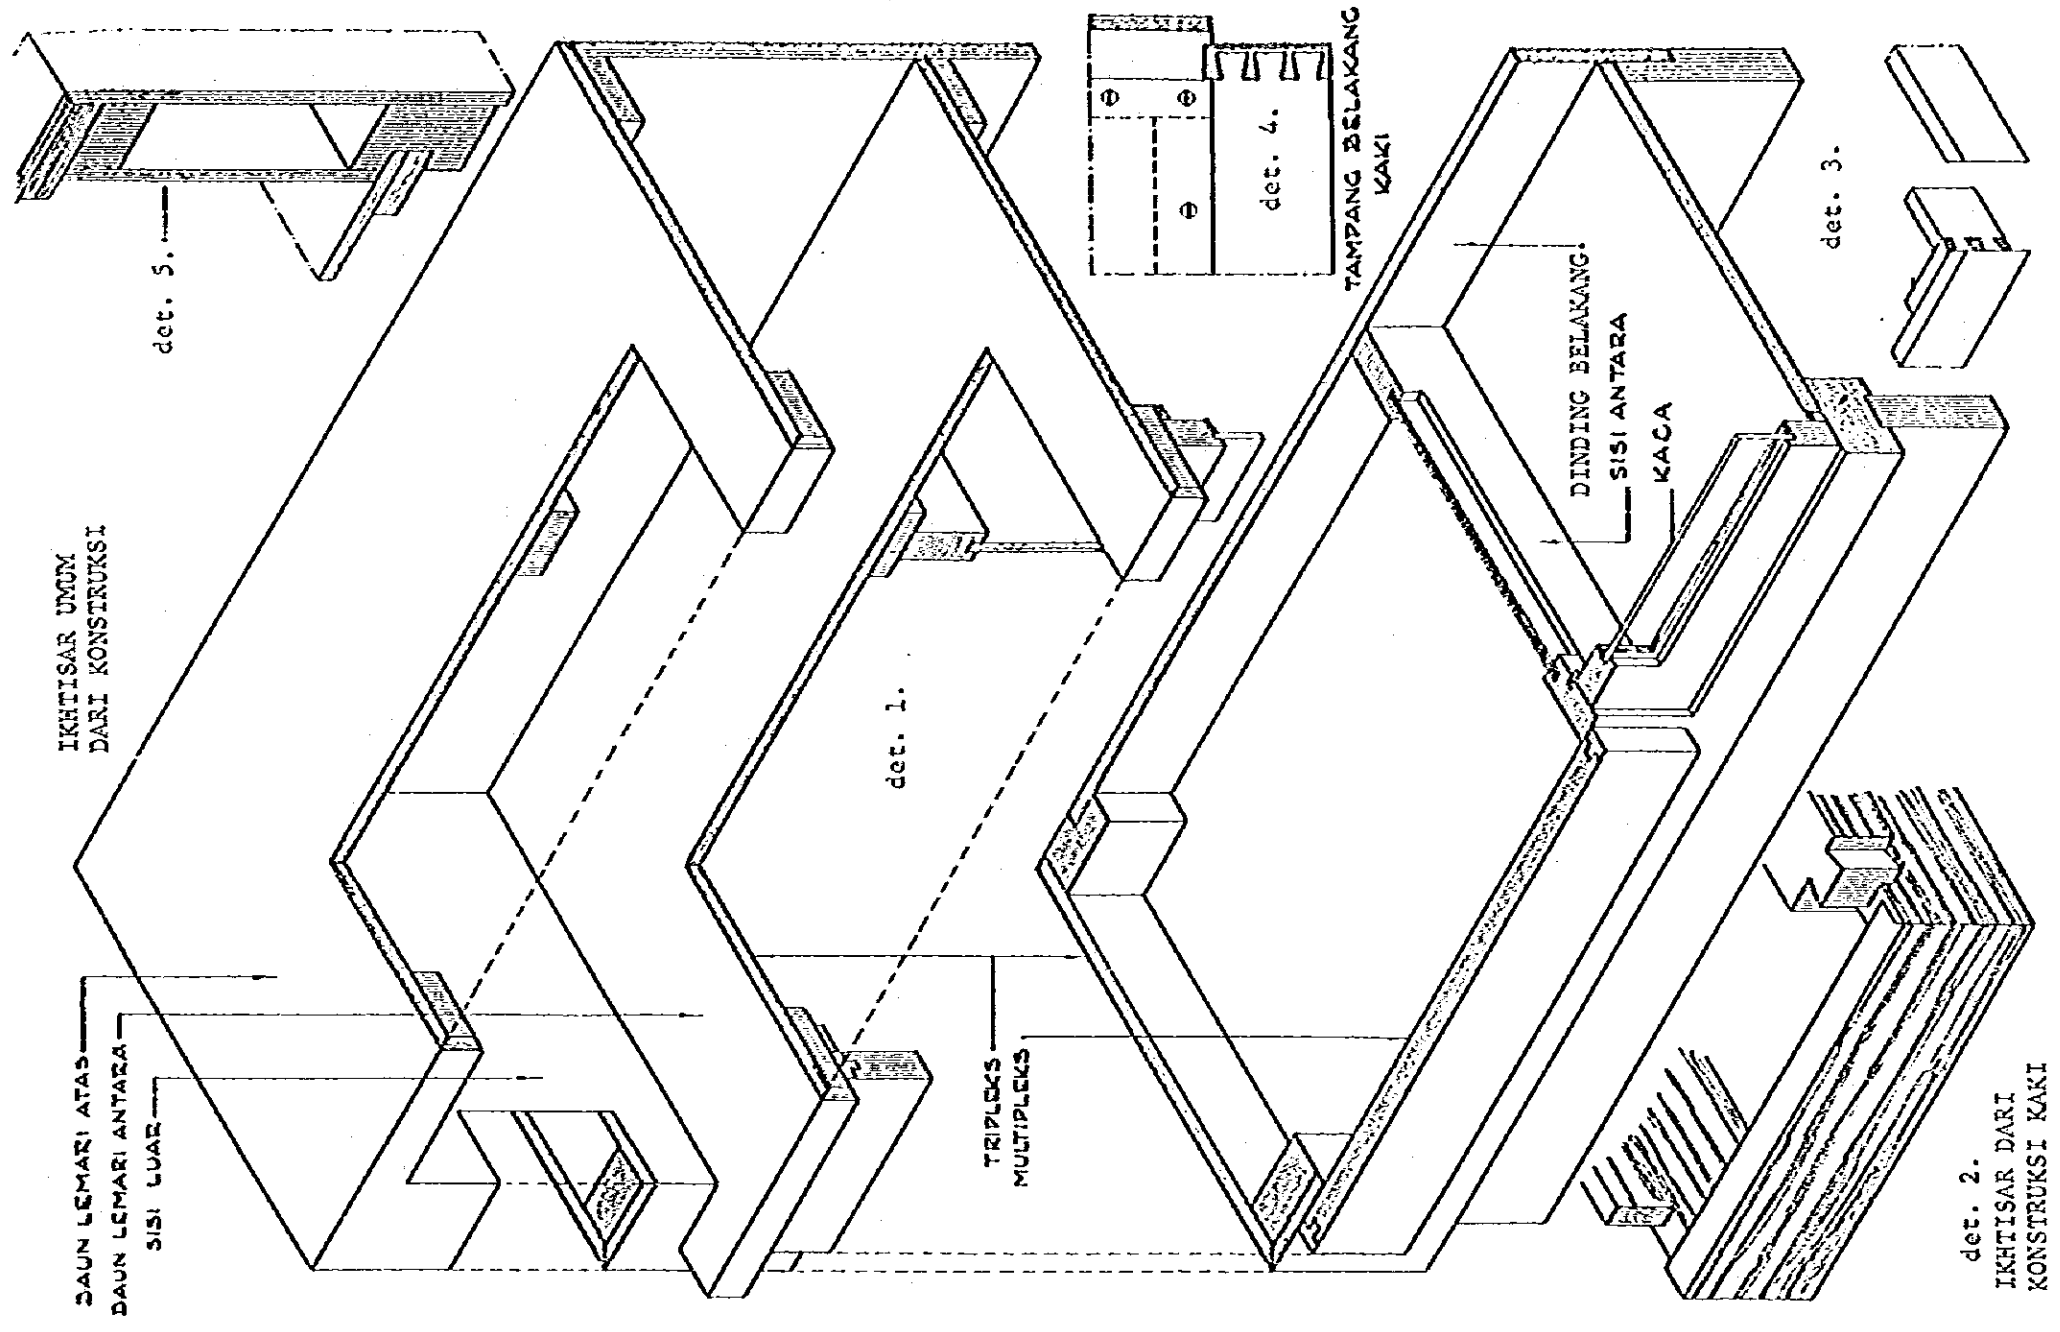 IKHTISAR UMUM
DARI KONSTRUKSI
DAUN LEMARI ATAS
DAUN LEMARI ANTARA
SISI LUAR
det. 5.
det. 1.
TRIPLEKS
MULTIPLEKS
det. 4.
TAMPANG BELAKANG
KAKI
DINDING BELAKANG.
SISI ANTARA
KACA
det. 3.
det. 2.
IKHTISAR DARI
KONSTRUKSI KAKI